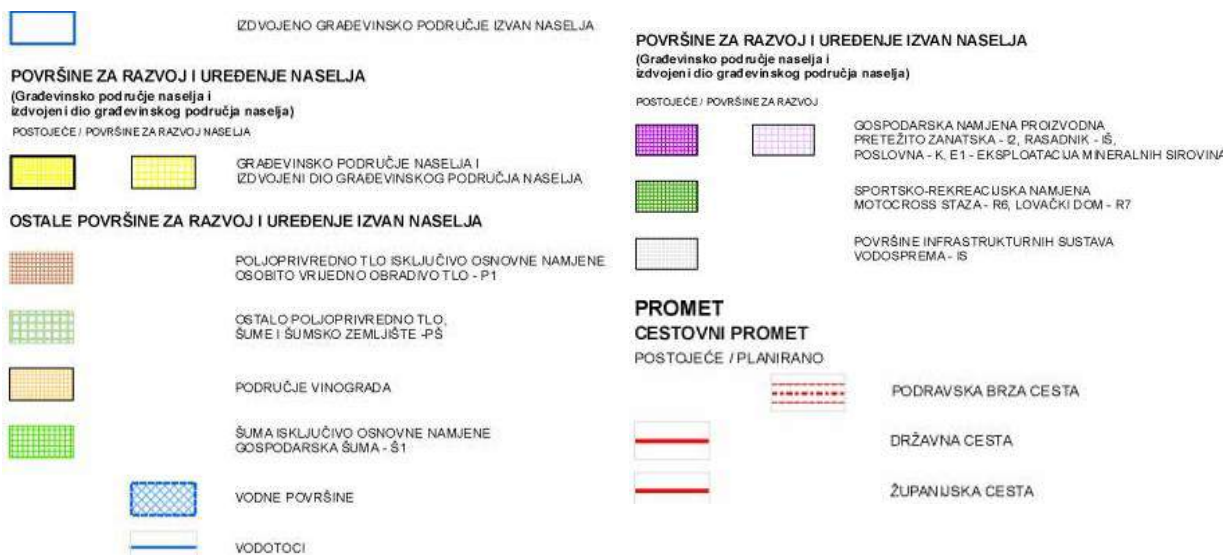 IZDVOJENO GRAĐEVINSKO PODRUČJE IZVAN NASELJA
POVRŠINE ZA RAZVOJ I UREĐENJE NASELJA
(Građevinsko područje naselja i
izdvojeni dio građevinskog područja naselja)
POSTOJEĆE / POVRŠINE ZA RAZVOJ NASELJA
GRAĐEVINSKO PODRUČJE NASELJA I
IZDVOJENI DIO GRAĐEVINSKOG PODRUČJA NASELJA
OSTALE POVRŠINE ZA RAZVOJ I UREĐENJE IZVAN NASELJA
POLJOPRIVREDNO TLO ISKLJUČIVO OSNOVNE NAMJENE
OSOBITO VRIJEDNO OBRADIVO TLO - P1
OSTALO POLJOPRIVREDNO TLO,
ŠUME I ŠUMSKO ZEMLJIŠTE -PŠ
PODRUČJE VINOGRADA
ŠUMA ISKLJUČIVO OSNOVNE NAMJENE
GOSPODARSKA ŠUMA - Š1
VODNE POVRŠINE
VODOTOCI
POVRŠINE ZA RAZVOJ I UREĐENJE IZVAN NASELJA
(Građevinsko područje naselja i
izdvojeni dio građevinskog područja naselja)
POSTOJEĆE / POVRŠINE ZA RAZVOJ
GOSPODARSKA NAMJENA PROIZVODNA
PRETEŽITO ZANATSKA - I2, RASADNIK - IŠ,
POSLOVNA - K, E1 - EKSPLOATACIJA MINERALNIH SIROVINA
SPORTSKO-REKREACIJSKA NAMJENA
MOTOCROSS STAZA - R6, LOVAČKI DOM - R7
POVRŠINE INFRASTRUKTURNIH SUSTAVA
VODOSPREMA - IS
PROMET
CESTOVNI PROMET
POSTOJEĆE / PLANIRANO
PODRAVSKA BRZA CESTA
DRŽAVNA CESTA
ŽUPANIJSKA CESTA